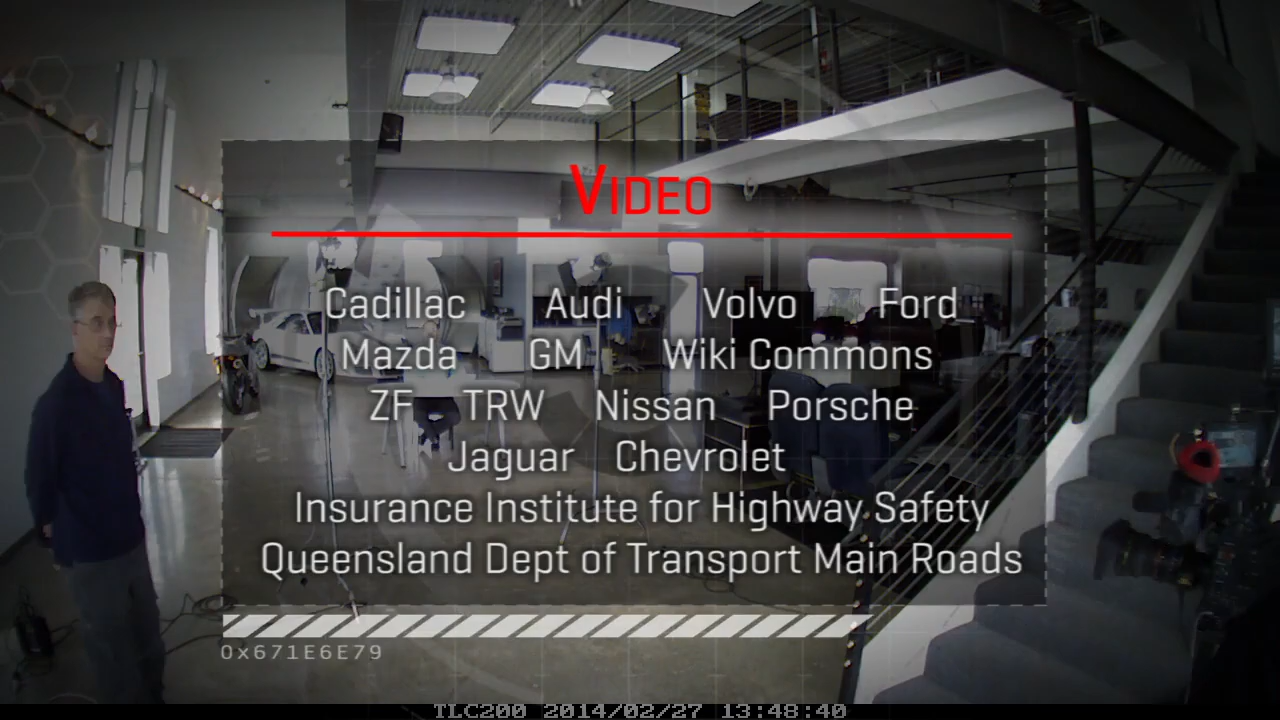 VIDEO
Cadillac Audi Volvo Ford
Mazda GM Wiki Commons
ZF TRW Nissan Porsche
Jaguar Chevrolet
Insurance Institute for Highway Safety
Queensland Dept of Transport Main Roads
0x671E6E79
TLC200 2014/02/27 13:48:40